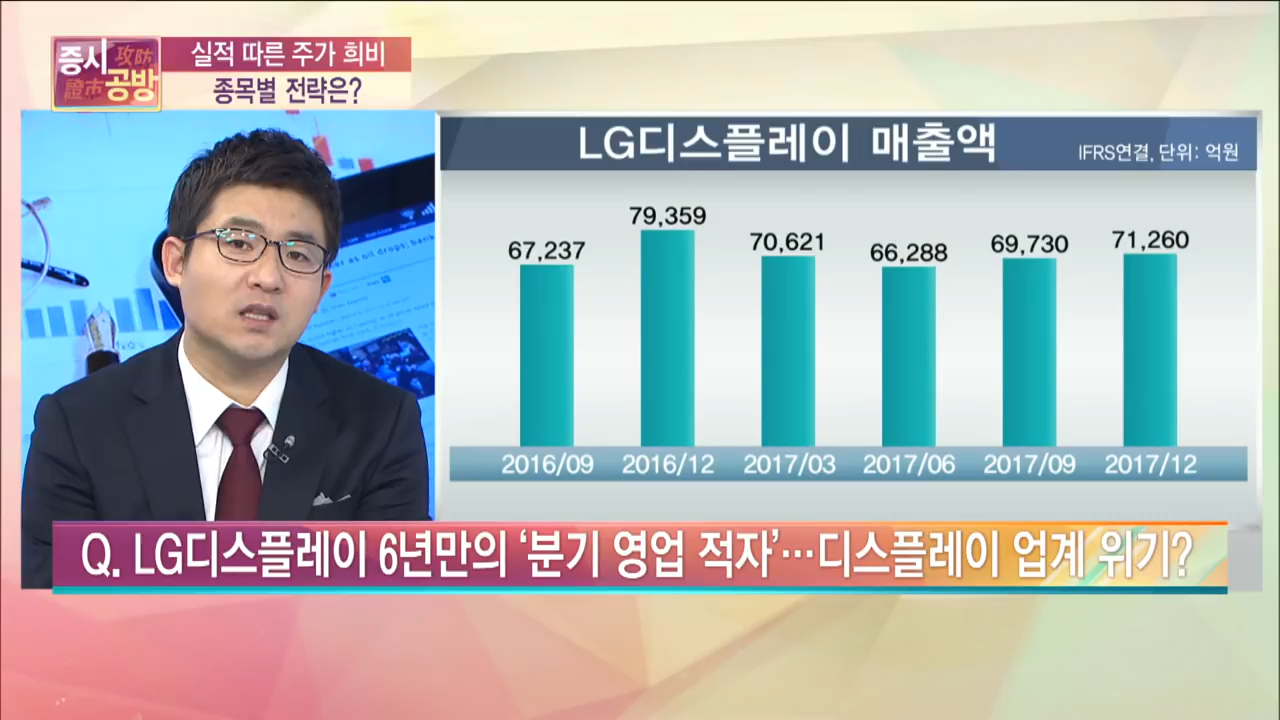 증시 攻防
證市 공방
실적 따른 주가 희비
종목별 전략은?
LG디스플레이 매출액
IFRS연결, 단위: 억원
67,237
79,359
70,621
66,288
69,730
71,260
2016/09
2016/12
2017/03
2017/06
2017/09
2017/12
Q. LG디스플레이 6년만의 ‘분기 영업 적자’…디스플레이 업계 위기?
as oil drops, bank